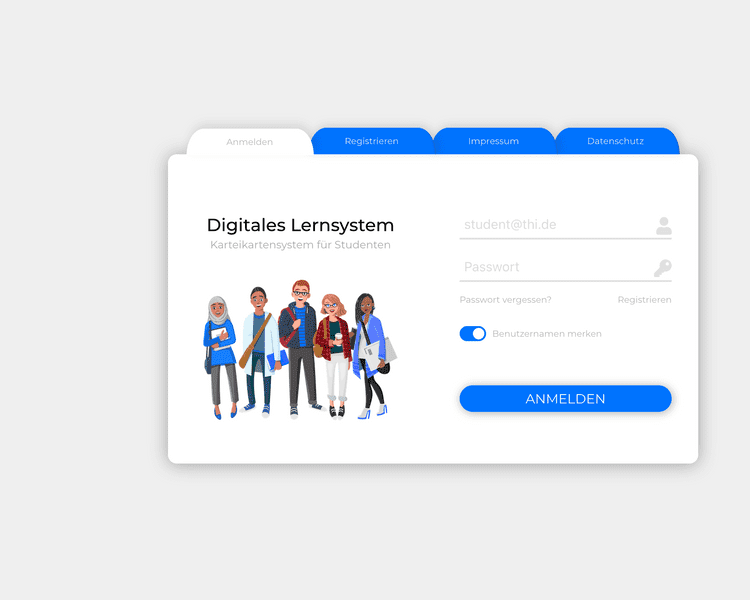 Anmelden
Registrieren
Impressum
Datenschutz
Digitales Lernsystem
Karteikartensystem für Studenten
student@thi.de
Passwort
Passwort vergessen?
Registrieren
Benutzernamen merken
ANMELDEN